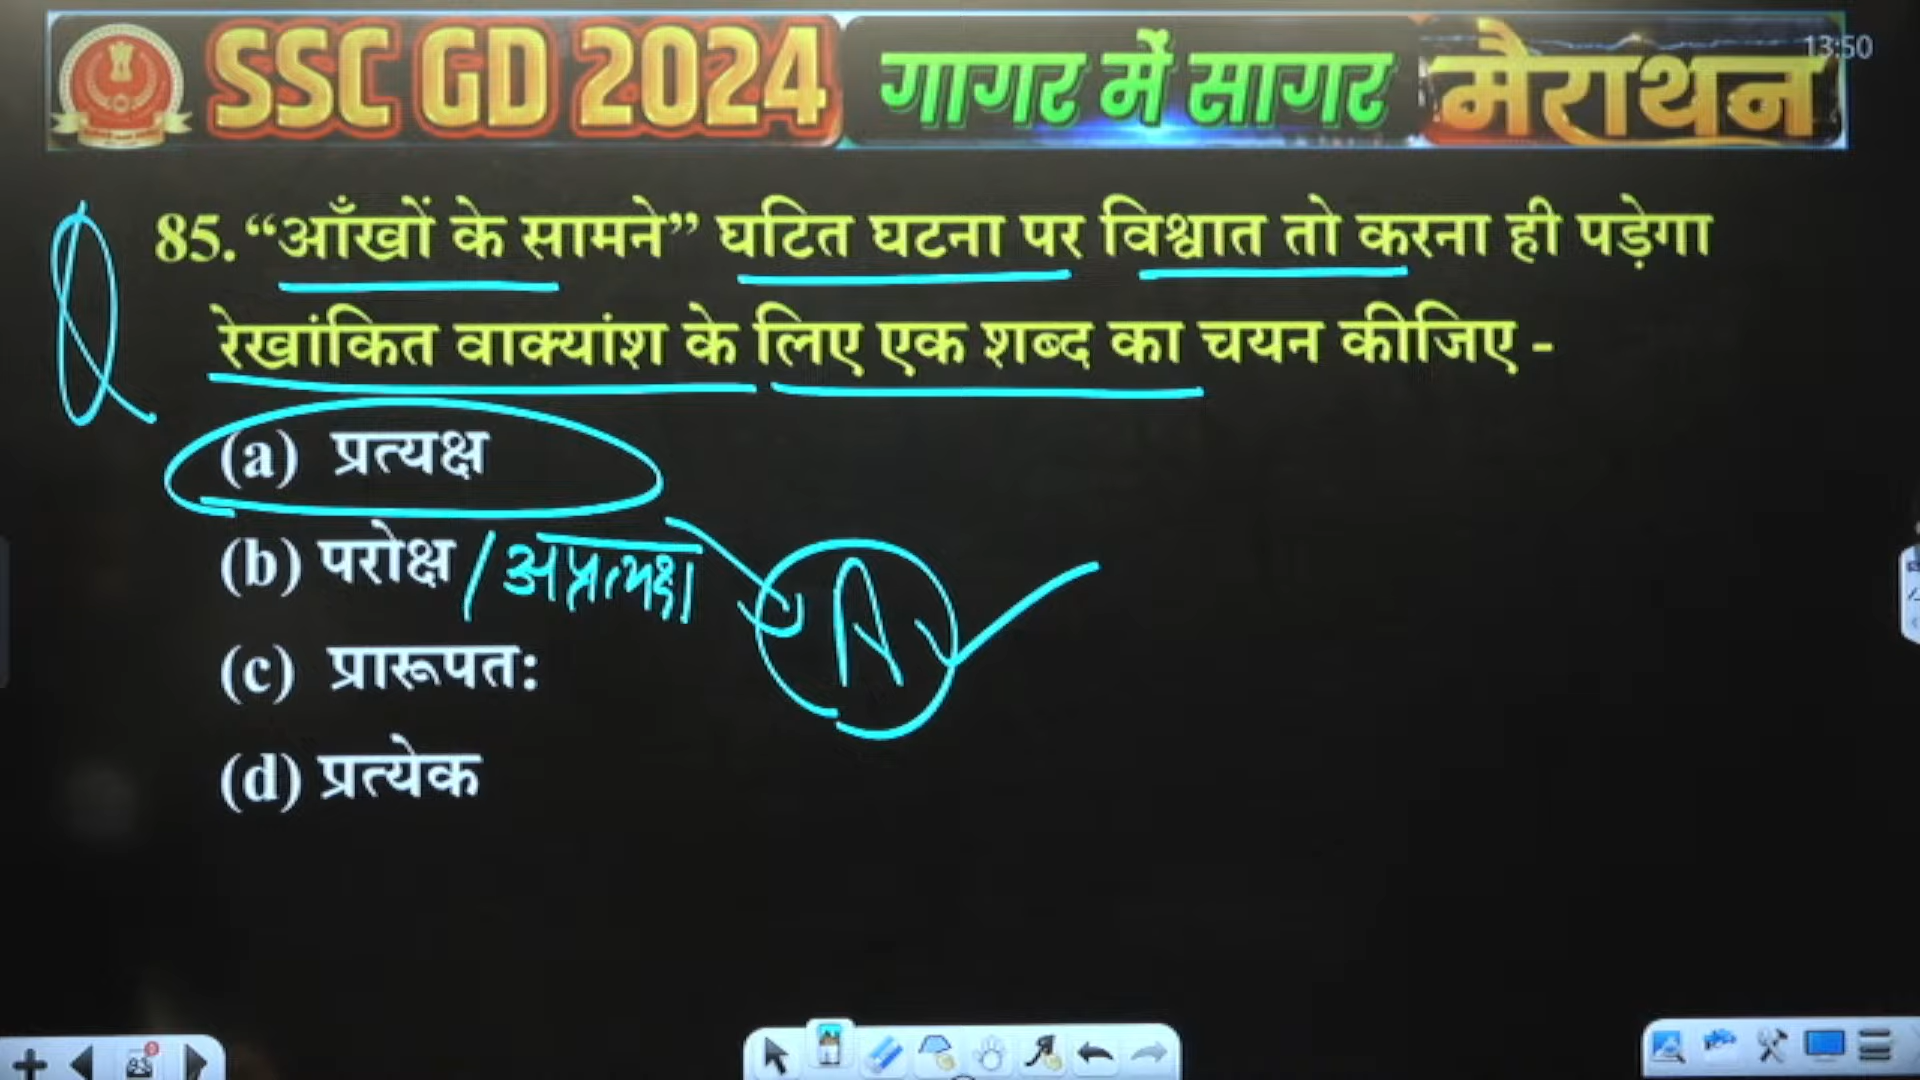 SSC GD 2024 गागर में सागर मैराथन
13:50
85. “आँखों के सामने” घटित घटना पर विश्वात तो करना ही पड़ेगा
रेखांकित वाक्यांश के लिए एक शब्द का चयन कीजिए -
(a) प्रत्यक्ष
(b) परोक्ष / अप्रत्यक्ष
A
(c) प्रारूपत:
(d) प्रत्येक